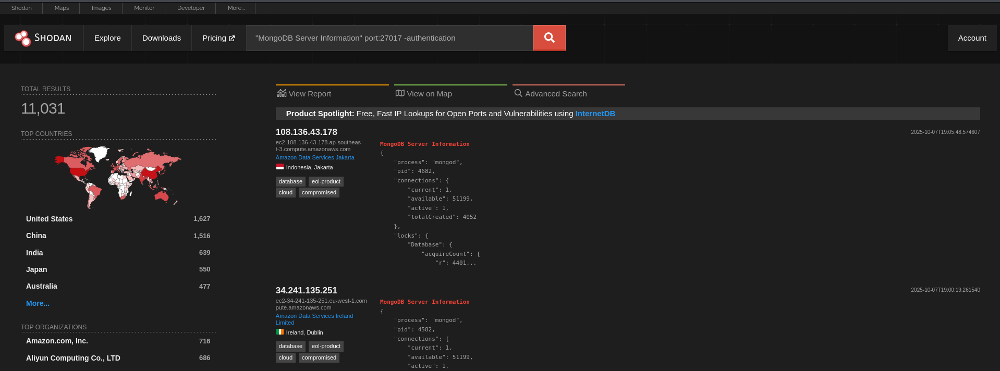 Shodan Maps Images Monitor Developer More...
SHODAN Explore Downloads Pricing "MongoDB Server Information" port:27017 -authentication Account
TOTAL RESULTS
11,031
TOP COUNTRIES
United States 1,627
China 1,516
India 639
Japan 550
Australia 477
More...
TOP ORGANIZATIONS
Amazon.com, Inc. 716
Aliyun Computing Co., LTD 686
View Report View on Map Advanced Search
Product Spotlight: Free, Fast IP Lookups for Open Ports and Vulnerabilities using InternetDB
108.136.43.178 2025-10-07T19:05:48.574607
ec2-108-136-43-178.ap-southeas
t-3.compute.amazonaws.com
Amazon Data Services Jakarta
Indonesia, Jakarta
database eol-product
cloud compromised
MongoDB Server Information
{
"process": "mongod",
"pid": 4682,
"connections": {
"current": 1,
"available": 51199,
"active": 1,
"totalCreated": 4052
},
"locks": {
"Database": {
"acquireCount": {
"r": 4401...
34.241.135.251 2025-10-07T19:00:19.261540
ec2-34-241-135-251.eu-west-1.com
pute.amazonaws.com
Amazon Data Services Ireland
Limited
Ireland, Dublin
database eol-product
cloud compromised
MongoDB Server Information
{
"process": "mongod",
"pid": 4582,
"connections": {
"current": 1,
"available": 51199,
"active": 1,